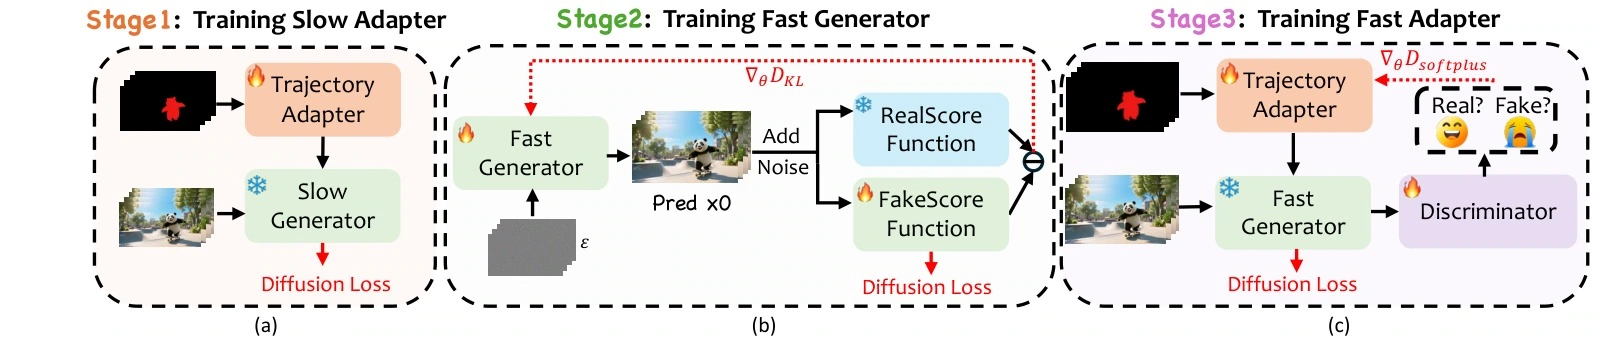 Stage1: Training Slow Adapter
Trajectory
Adapter
Slow
Generator
Diffusion Loss
(a)
Stage2: Training Fast Generator
∇θDKL
Fast
Generator
ε
Pred x0
Add
Noise
RealScore
Function
FakeScore
Function
Diffusion Loss
(b)
Stage3: Training Fast Adapter
∇θDsoftplus
Trajectory
Adapter
Real? Fake?
Fast
Generator
Discriminator
Diffusion Loss
(c)